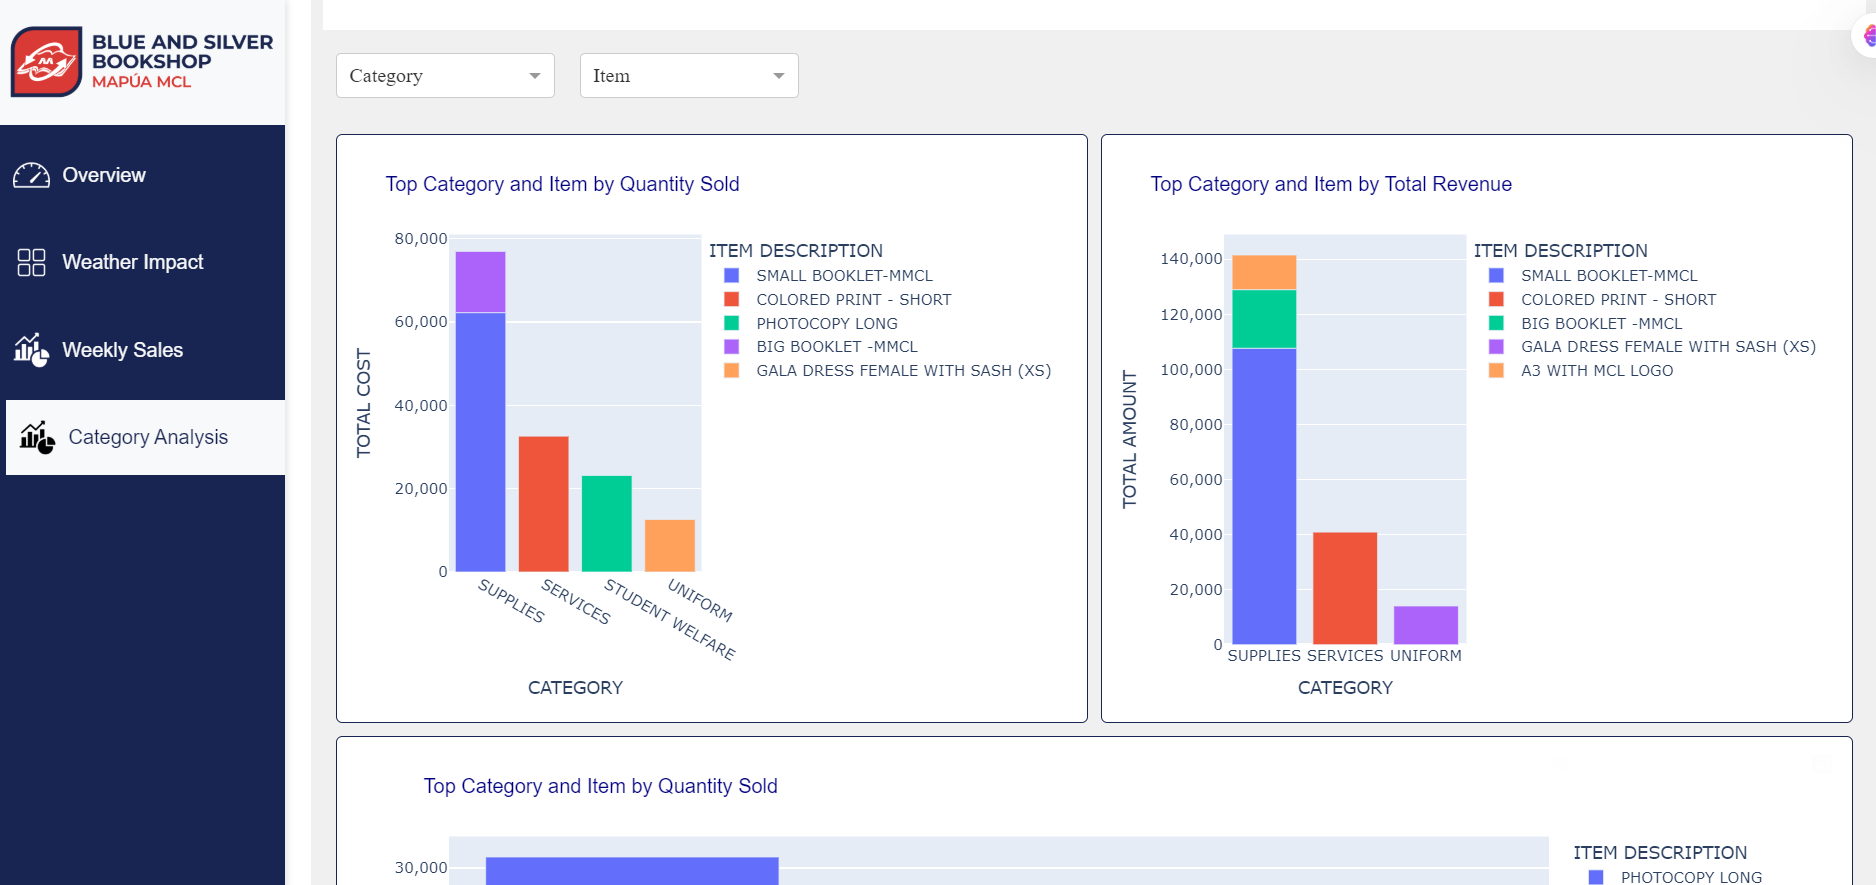 BLUE AND SILVER
BOOKSHOP
MAPÚA MCL
Overview
Weather Impact
Weekly Sales
Category Analysis
Category
Item
Top Category and Item by Quantity Sold
80,000
60,000
40,000
20,000
0
TOTAL COST
SUPPLIES
SERVICES
STUDENT WELFARE
UNIFORM
CATEGORY
ITEM DESCRIPTION
SMALL BOOKLET-MMCL
COLORED PRINT - SHORT
PHOTOCOPY LONG
BIG BOOKLET -MMCL
GALA DRESS FEMALE WITH SASH (XS)
Top Category and Item by Total Revenue
140,000
120,000
100,000
80,000
60,000
40,000
20,000
0
TOTAL AMOUNT
SUPPLIES SERVICES UNIFORM
CATEGORY
ITEM DESCRIPTION
SMALL BOOKLET-MMCL
COLORED PRINT - SHORT
BIG BOOKLET -MMCL
GALA DRESS FEMALE WITH SASH (XS)
A3 WITH MCL LOGO
Top Category and Item by Quantity Sold
30,000
ITEM DESCRIPTION
PHOTOCOPY LONG